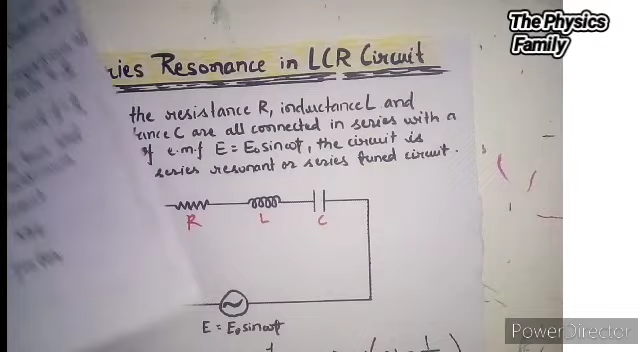 The Physics
Family
ries Resonance in LCR Circuit
the resistance R, inductance L and
ance C are all connected in series with a
of e.m.f E = E₀ sinωt, the circuit is
series resonant or series tuned circuit.
R L C
E = E₀ sinωt
PowerDirector